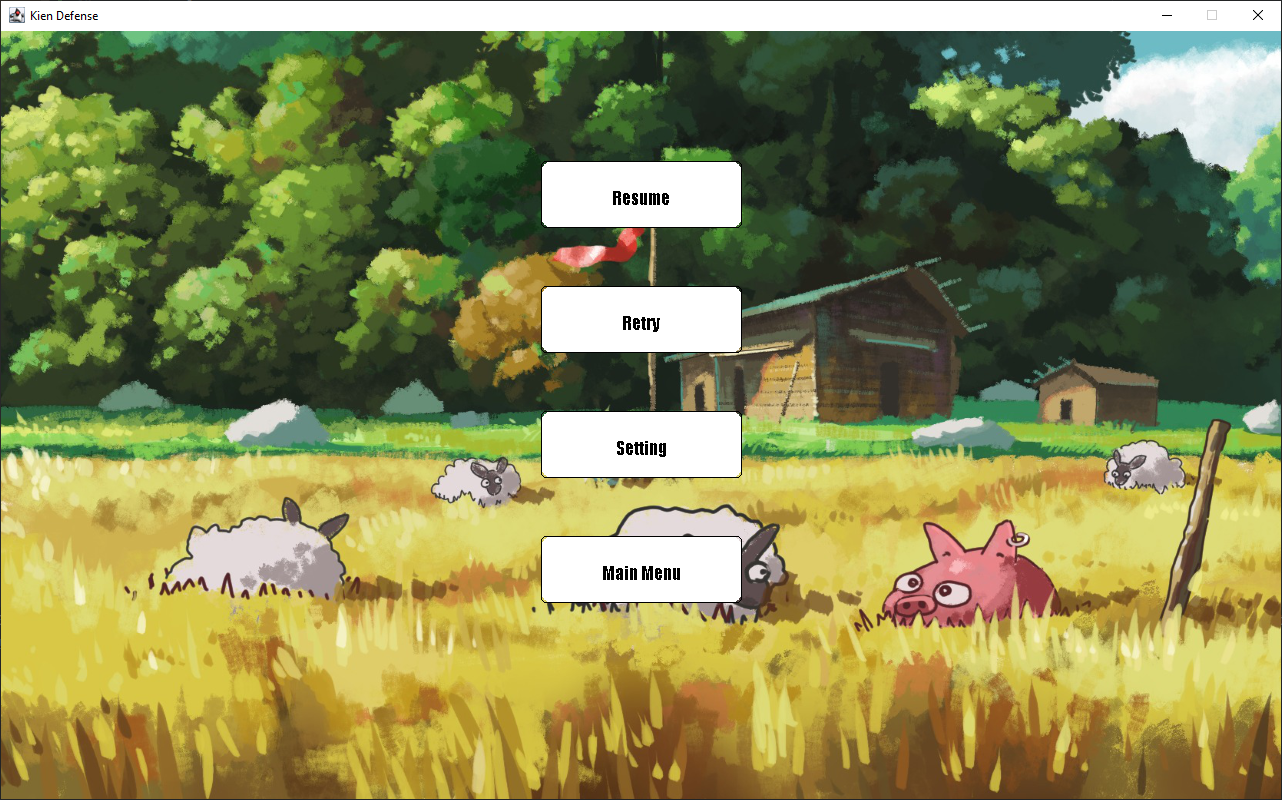 Kien Defense
Resume
Retry
Setting
Main Menu